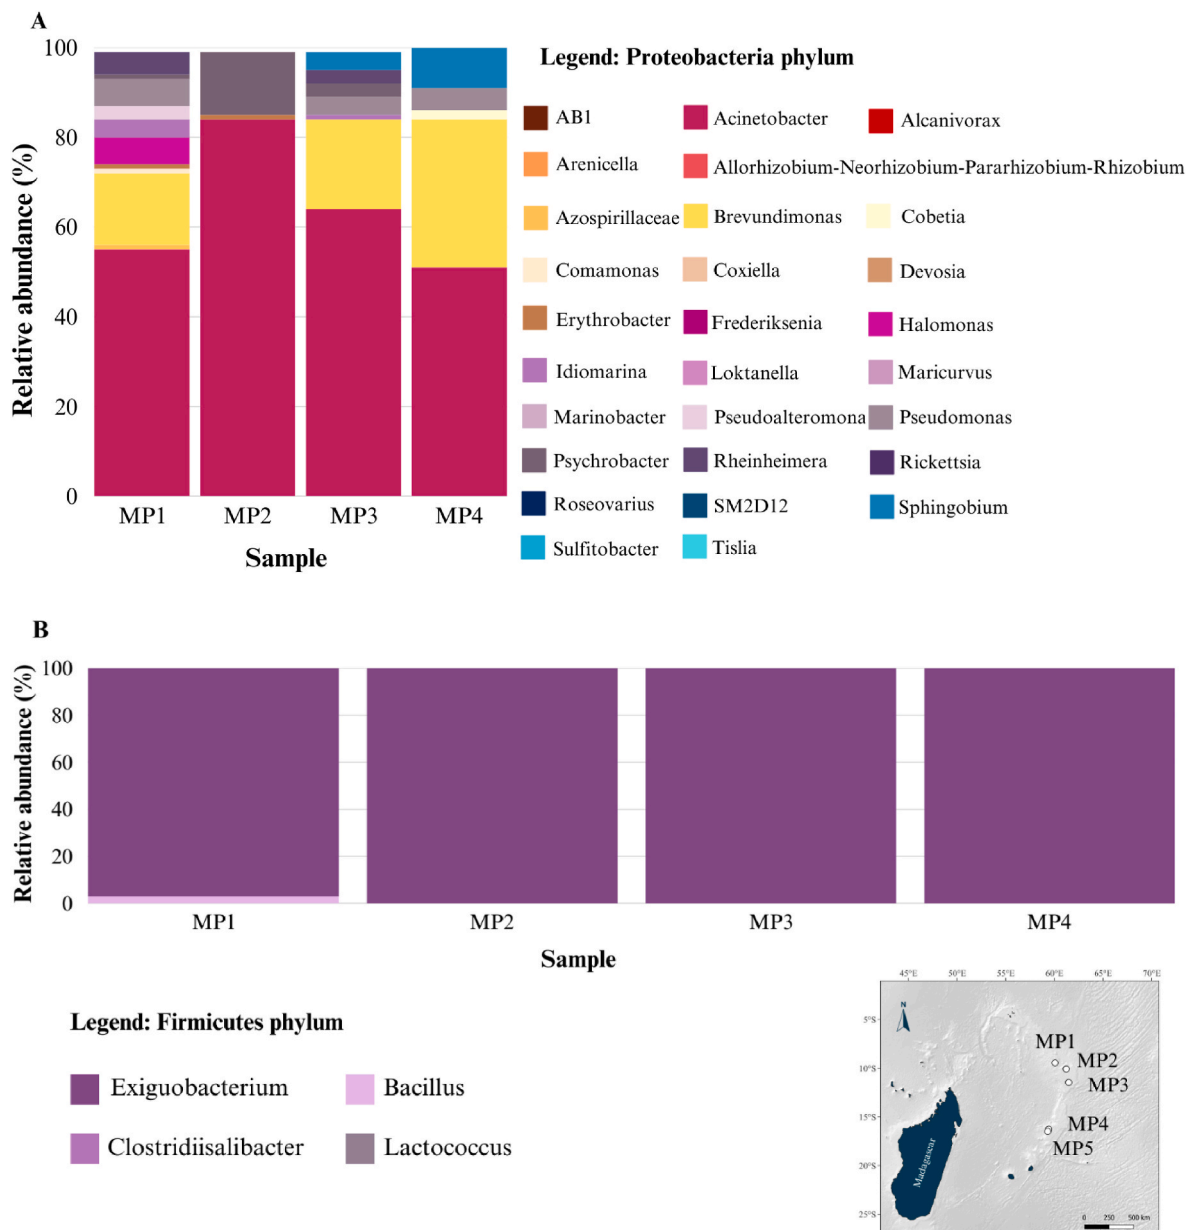 A
100
80
60
40
20
0
Relative abundance (%)
MP1 MP2 MP3 MP4
Sample
Legend: Proteobacteria phylum
AB1 Acinetobacter Alcanivorax
Arenicella Allorhizobium-Neorhizobium-Pararhizobium-Rhizobium
Azospirillaceae Brevundimonas Cobetia
Comamonas Coxiella Devosia
Erythrobacter Frederiksenia Halomonas
Idiomarina Loktanella Maricurvus
Marinobacter Pseudoalteromona Pseudomonas
Psychrobacter Rheinheimera Rickettsia
Roseovarius SM2D12 Sphingobium
Sulfitobacter Tislia
B
100
80
60
40
20
0
Relative abundance (%)
MP1 MP2 MP3 MP4
Sample
Legend: Firmicutes phylum
Exiguobacterium Bacillus
Clostridiisalibacter Lactococcus
45°E 50°E 55°E 60°E 65°E 70°E
5°S
10°S
15°S
20°S
25°S
N
MP1
MP2
MP3
MP4
MP5
Madagascar
0 250 500 km